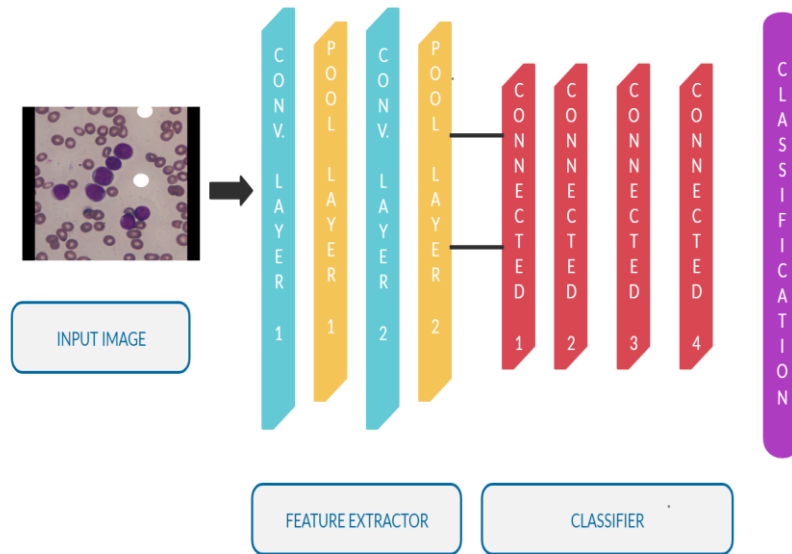 CONV. LAYER 1
POOL LAYER 1
CONV. LAYER 2
POOL LAYER 2
CONNECTED 1
CONNECTED 2
CONNECTED 3
CONNECTED 4
CLASSIFICATION
INPUT IMAGE
FEATURE EXTRACTOR
CLASSIFIER